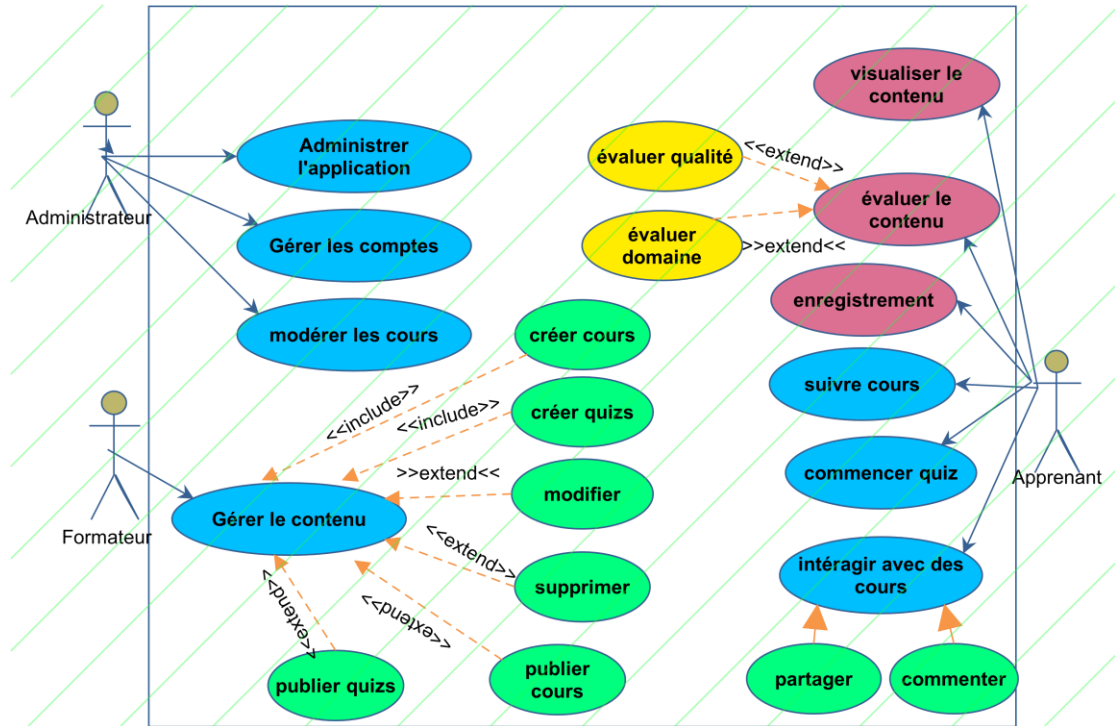 visualiser le
contenu
Administrer
l'application
évaluer qualité
<<extend>>
Administrateur
évaluer le
contenu
Gérer les comptes
évaluer
domaine
>>extend<<
enregistrement
modérer les cours
créer cours
suivre cours
<<include>>
créer quizs
<<include>>
commencer quiz
Apprenant
>>extend<<
modifier
Gérer le contenu
Formateur
<<extend>>
supprimer
intéragir avec des
cours
<<extend>>
<<extend>>
publier quizs
publier
cours
partager
commenter